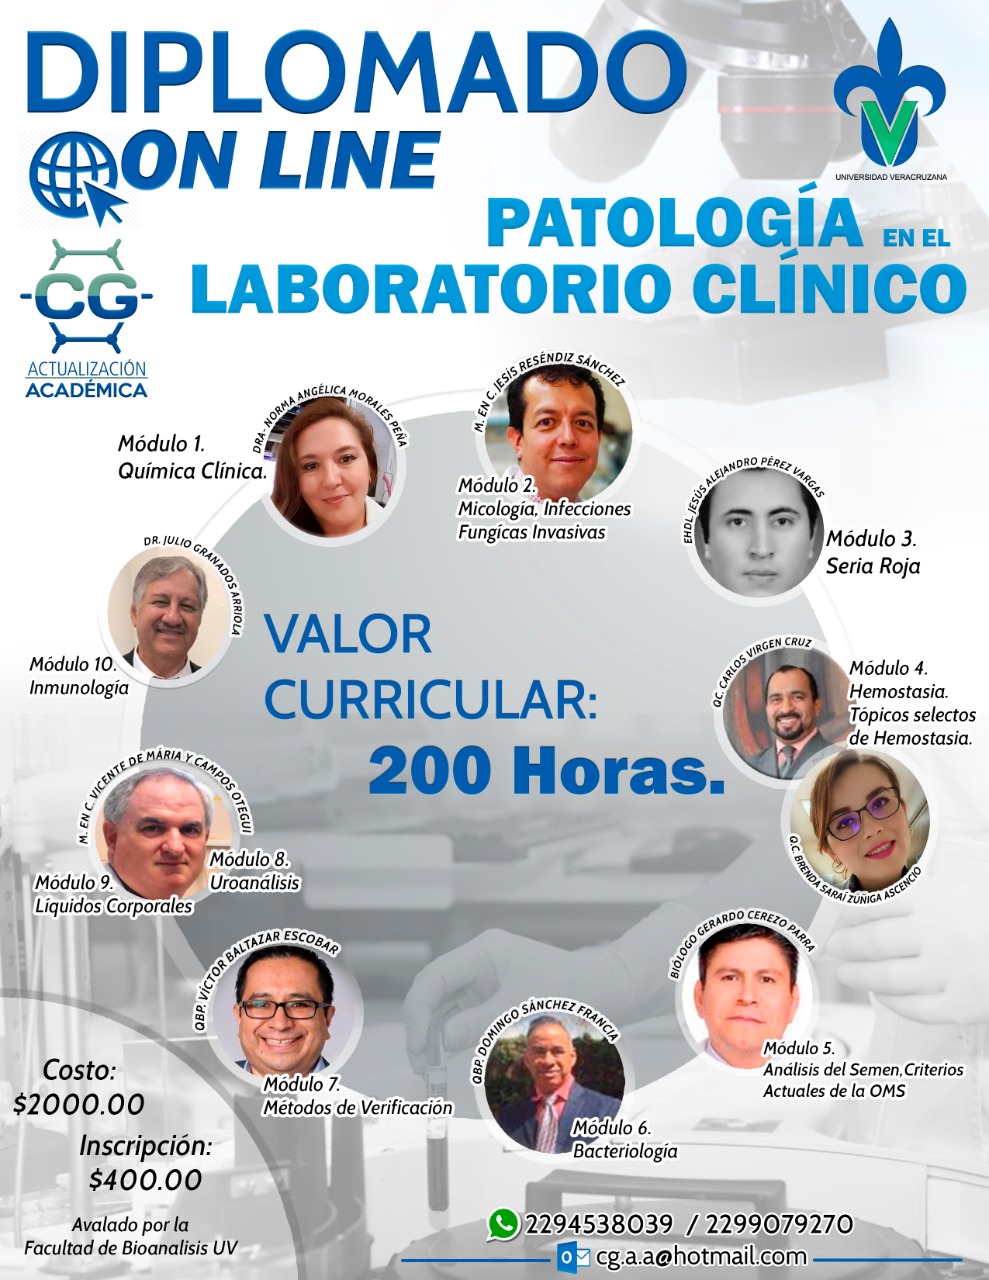 DIPLOMADO
ON LINE
UNIVERSIDAD VERACRUZANA
PATOLOGÍA EN EL
LABORATORIO CLÍNICO
CG
ACTUALIZACIÓN
ACADÉMICA
DRA- NORMA ANGÉLICA MORALES PEÑA
Módulo 1.
Química Clínica.
M. EN C. JESÍS RESÉNDIZ SÁNCHEZ
Módulo 2.
Micología, Infecciones
Fungícas Invasivas
EHDL JESÚS ALEJANDRO PÉREZ VARGAS
Módulo 3.
Seria Roja
QC. CARLOS VIRGEN CRUZ
Módulo 4.
Hemostasia.
Tópicos selectos
de Hemostasia.
Q.C. BRENDA SARAÍ ZÚÑIGA ASCENCIO
BIÓLOGO GERARDO CEREZO PARRA
Módulo 5.
Análisis del Semen,Criterios
Actuales de la OMS
QBP. DOMINGO SÁNCHEZ FRANCIA
Módulo 6.
Bacteriología
QBP. VÍCTOR BALTAZAR ESCOBAR
Módulo 7.
Métodos de Verificación
M. EN C. VICENTE DE MÁRIA Y CAMPOS OTEGUI
Módulo 8.
Uroanálisis
Módulo 9.
Líquidos Corporales
DR. JULIO GRANADOS ARRIOLA
Módulo 10.
Inmunología
VALOR
CURRICULAR:
200 Horas.
Costo:
$2000.00
Inscripción:
$400.00
Avalado por la
Facultad de Bioanalisis UV
2294538039 / 2299079270
cg.a.a@hotmail.com